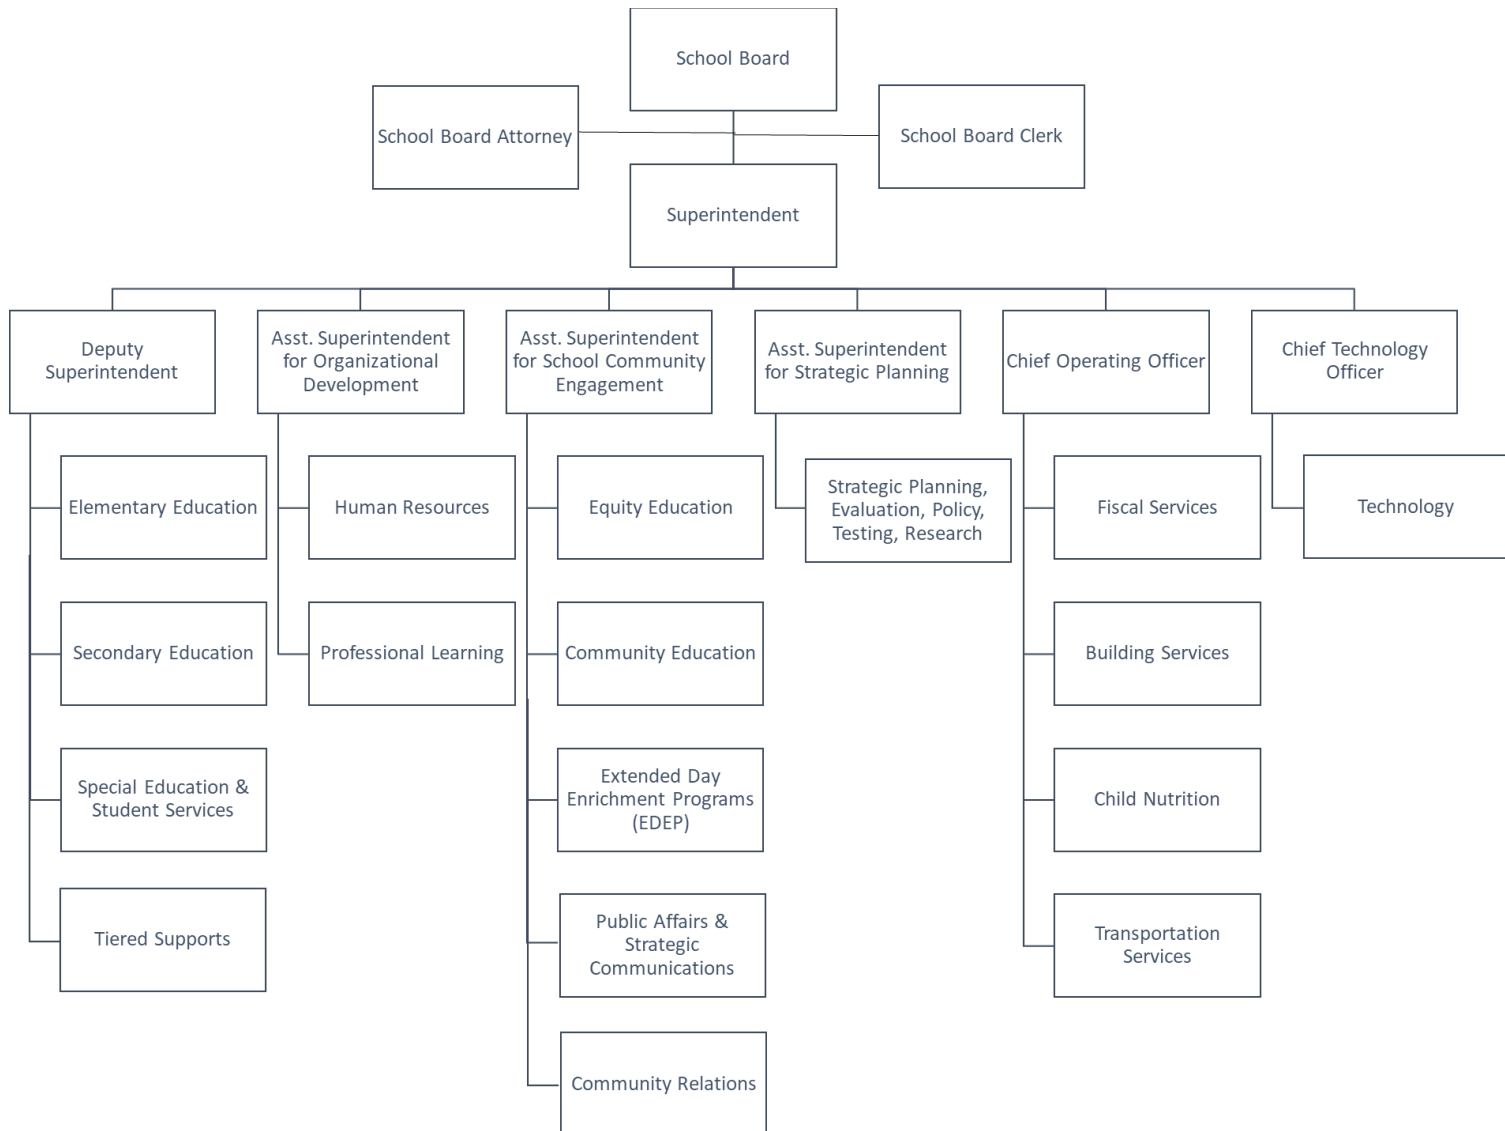 School Board
School Board Attorney
School Board Clerk
Superintendent
Deputy
Superintendent
Asst. Superintendent
for Organizational
Development
Asst. Superintendent
for School Community
Engagement
Asst. Superintendent
for Strategic Planning
Chief Operating Officer
Chief Technology
Officer
Elementary Education
Human Resources
Equity Education
Strategic Planning,
Evaluation, Policy,
Testing, Research
Fiscal Services
Technology
Secondary Education
Professional Learning
Community Education
Building Services
Special Education &
Student Services
Extended Day
Enrichment Programs
(EDEP)
Child Nutrition
Tiered Supports
Public Affairs &
Strategic
Communications
Transportation
Services
Community Relations